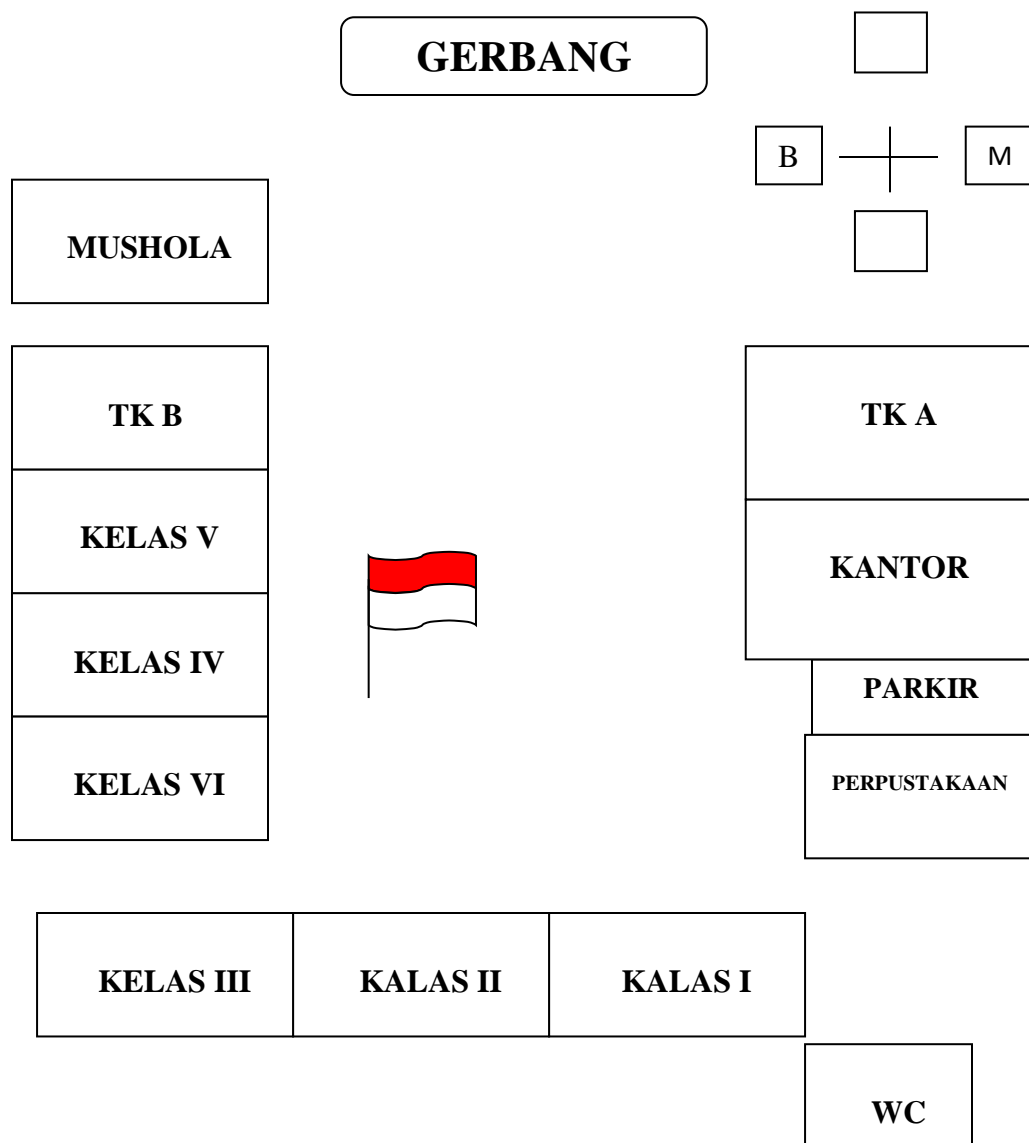 GERBANG
B
M
MUSHOLA
TK B
TK A
KELAS V
KANTOR
KELAS IV
PARKIR
KELAS VI
PERPUSTAKAAN
KELAS III
KALAS II
KALAS I
WC